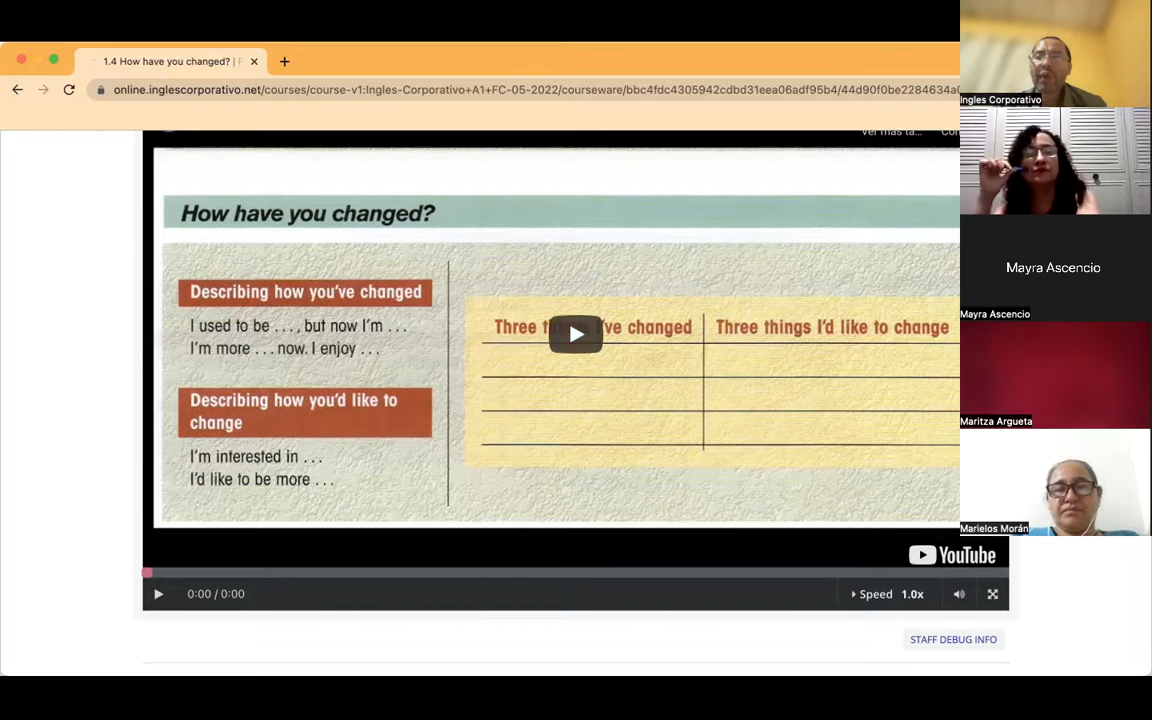 1.4 How have you changed? |
online.inglescorporativo.net/courses/course-v1:Ingles-Corporativo+A1+FC-05-2022/courseware/bbc4fdc4305942cdbd31eea06adf95b4/44d90f0be2284634a0
Ver más ta...
How have you changed?
Describing how you've changed
I used to be . . . , but now I'm . . .
I'm more . . . now. I enjoy . . .
Describing how you'd like to
change
I'm interested in . . .
I'd like to be more . . .
Three I've changed
Three things I'd like to change
YouTube
0:00 / 0:00
Speed 1.0x
STAFF DEBUG INFO
Ingles Corporativo
Mayra Ascencio
Mayra Ascencio
Maritza Argueta
Marielos Morán